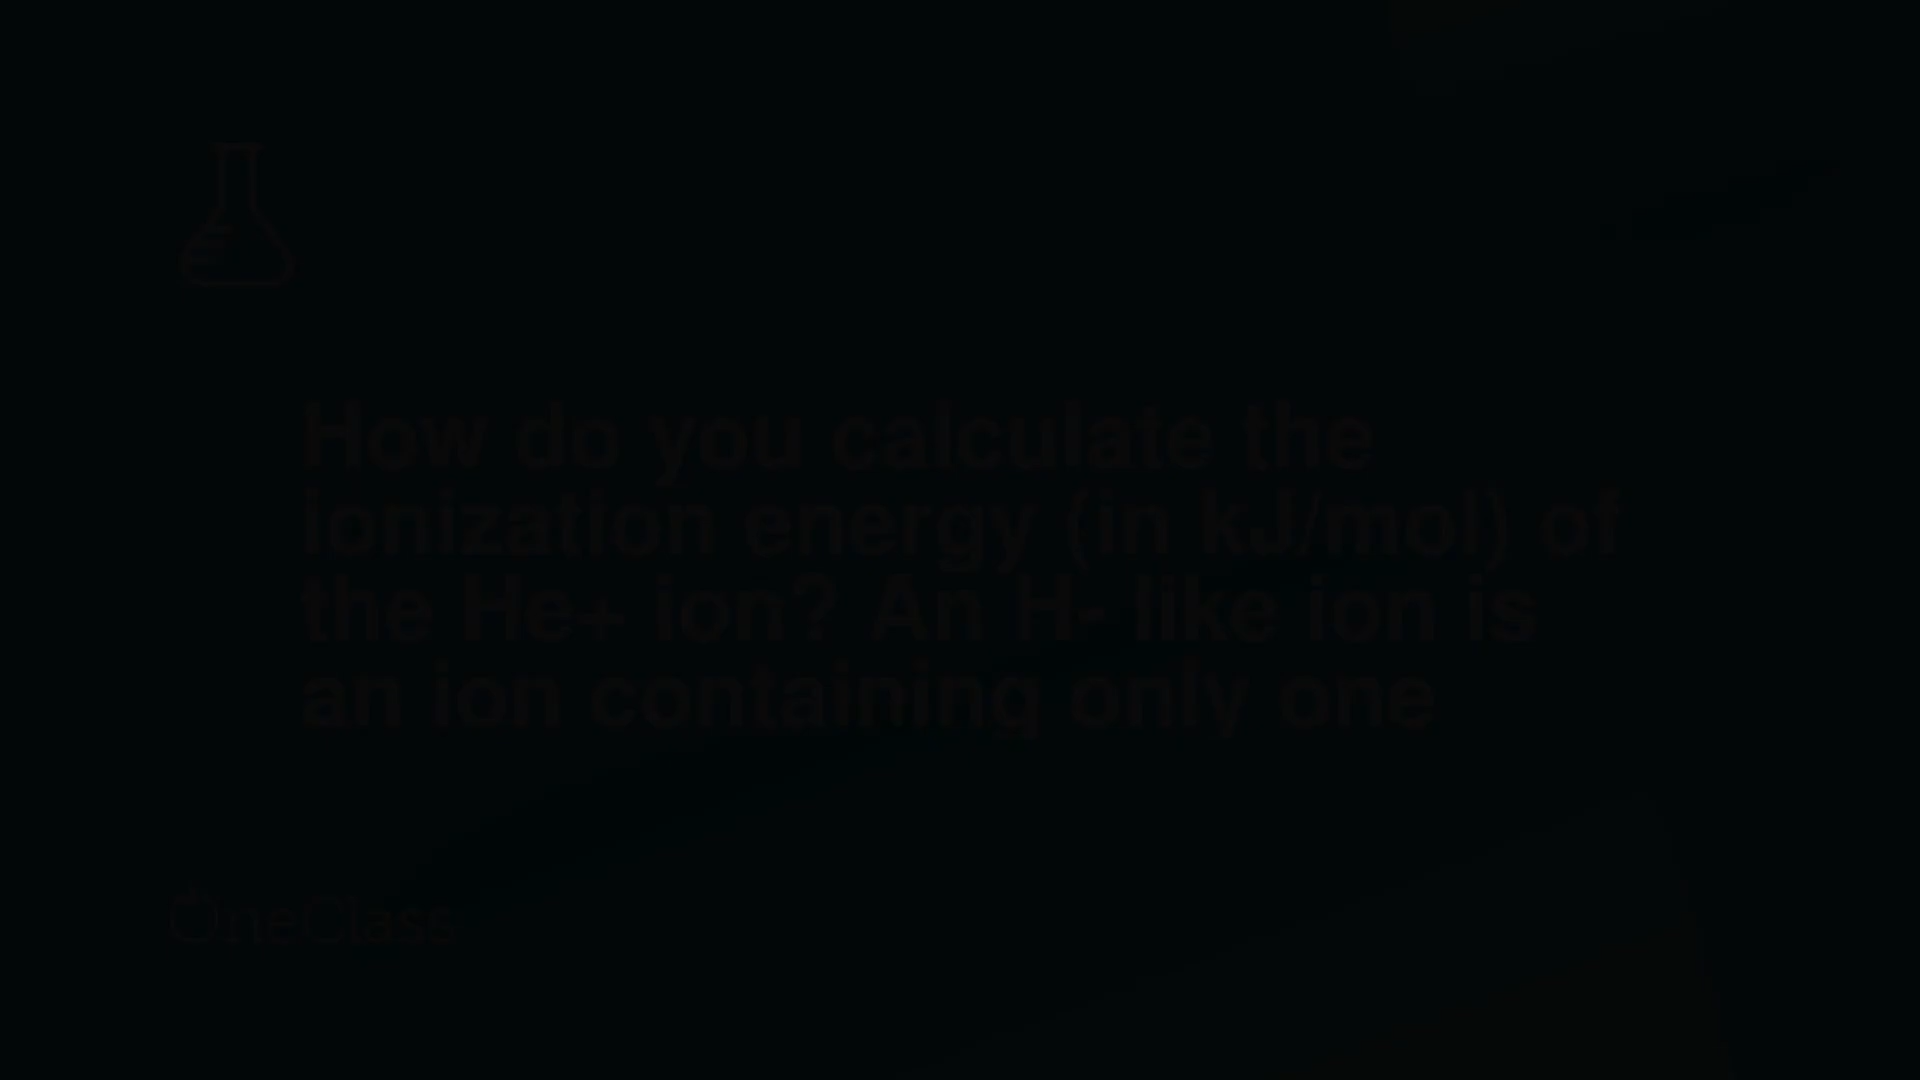 How do you calculate the
ionization energy (in kJ/mol) of
the He+ ion? An H- like ion is
an ion containing only one
OneClass